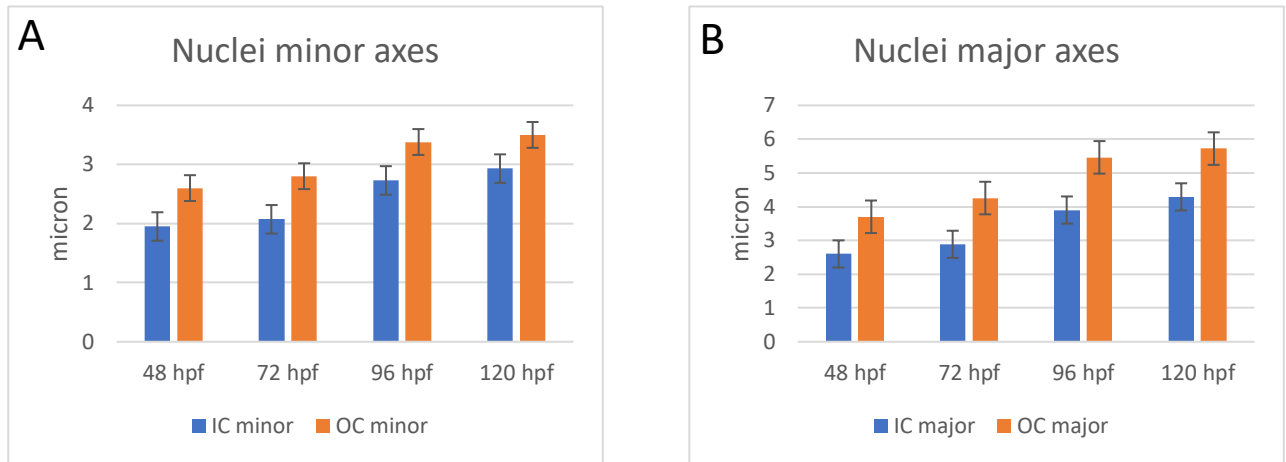 A
Nuclei minor axes
micron
4
3
2
1
0
48 hpf 72 hpf 96 hpf 120 hpf
IC minor OC minor
B
Nuclei major axes
micron
7
6
5
4
3
2
1
0
48 hpf 72 hpf 96 hpf 120 hpf
IC major OC major